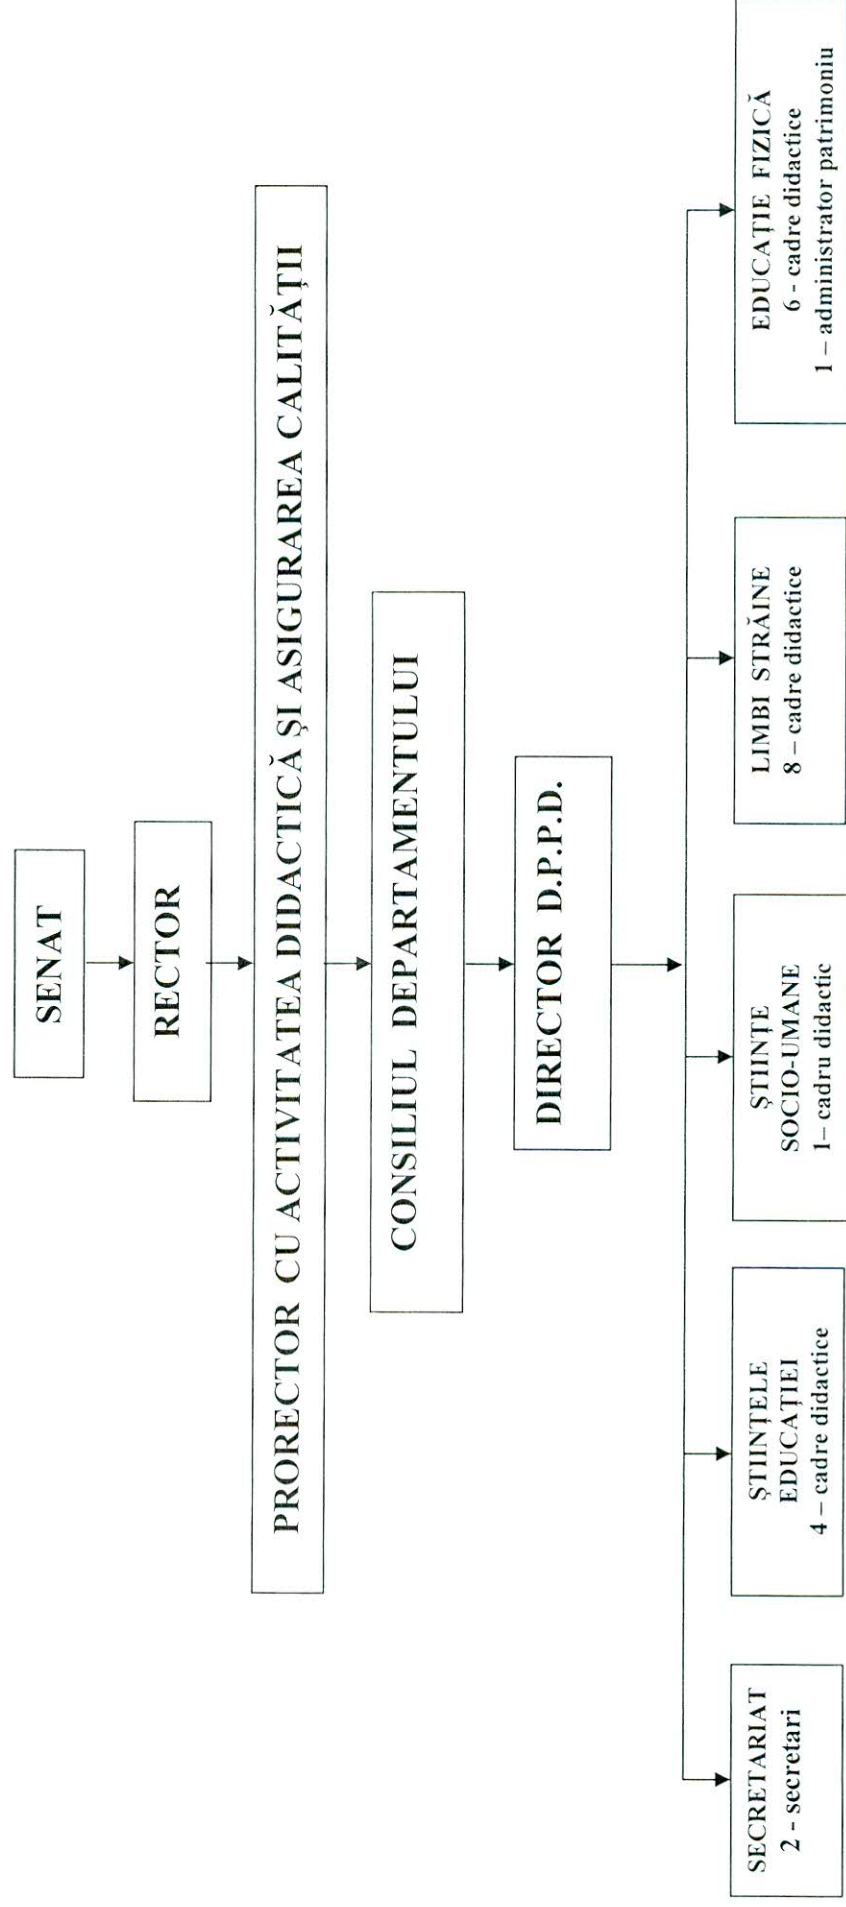 SENAT
RECTOR
PRORECTOR CU ACTIVITATEA DIDACTICĂ ȘI ASIGURAREA CALITĂȚII
CONSILIUL DEPARTAMENTULUI
DIRECTOR D.P.P.D.
SECRETARIAT
2 - secretari
ȘTIINȚELE
EDUCAȚIEI
4 – cadre didactice
ȘTIINȚE
SOCIO-UMANE
1– cadru didactic
LIMBI STRĂINE
8 – cadre didactice
EDUCAȚIE FIZICĂ
6 - cadre didactice
1 – administrator patrimoniu